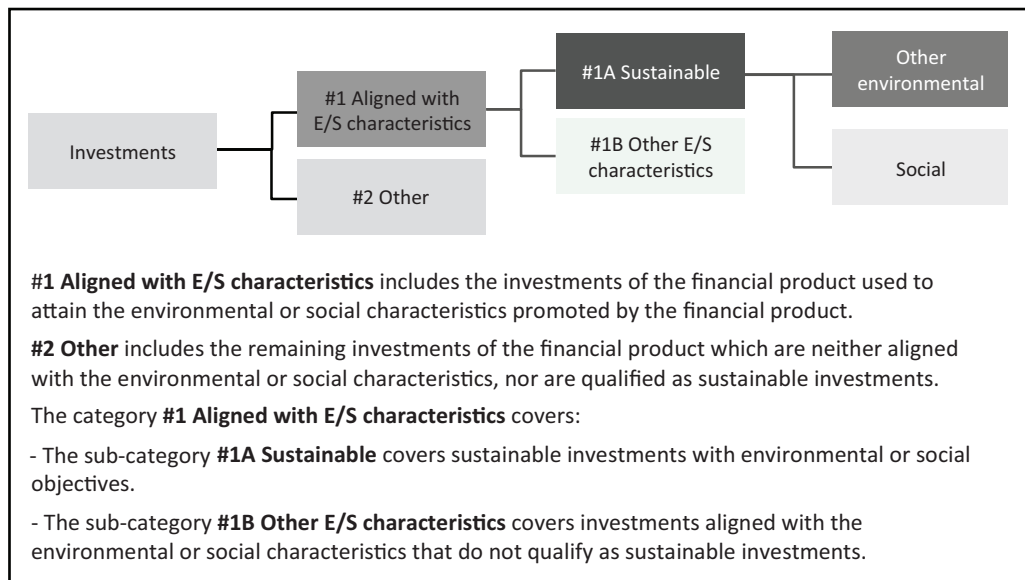 Investments
#1 Aligned with
E/S characteristics
#2 Other
#1A Sustainable
#1B Other E/S
characteristics
Other
environmental
Social
#1 Aligned with E/S characteristics includes the investments of the financial product used to
attain the environmental or social characteristics promoted by the financial product.
#2 Other includes the remaining investments of the financial product which are neither aligned
with the environmental or social characteristics, nor are qualified as sustainable investments.
The category #1 Aligned with E/S characteristics covers:
- The sub-category #1A Sustainable covers sustainable investments with environmental or social
objectives.
- The sub-category #1B Other E/S characteristics covers investments aligned with the
environmental or social characteristics that do not qualify as sustainable investments.